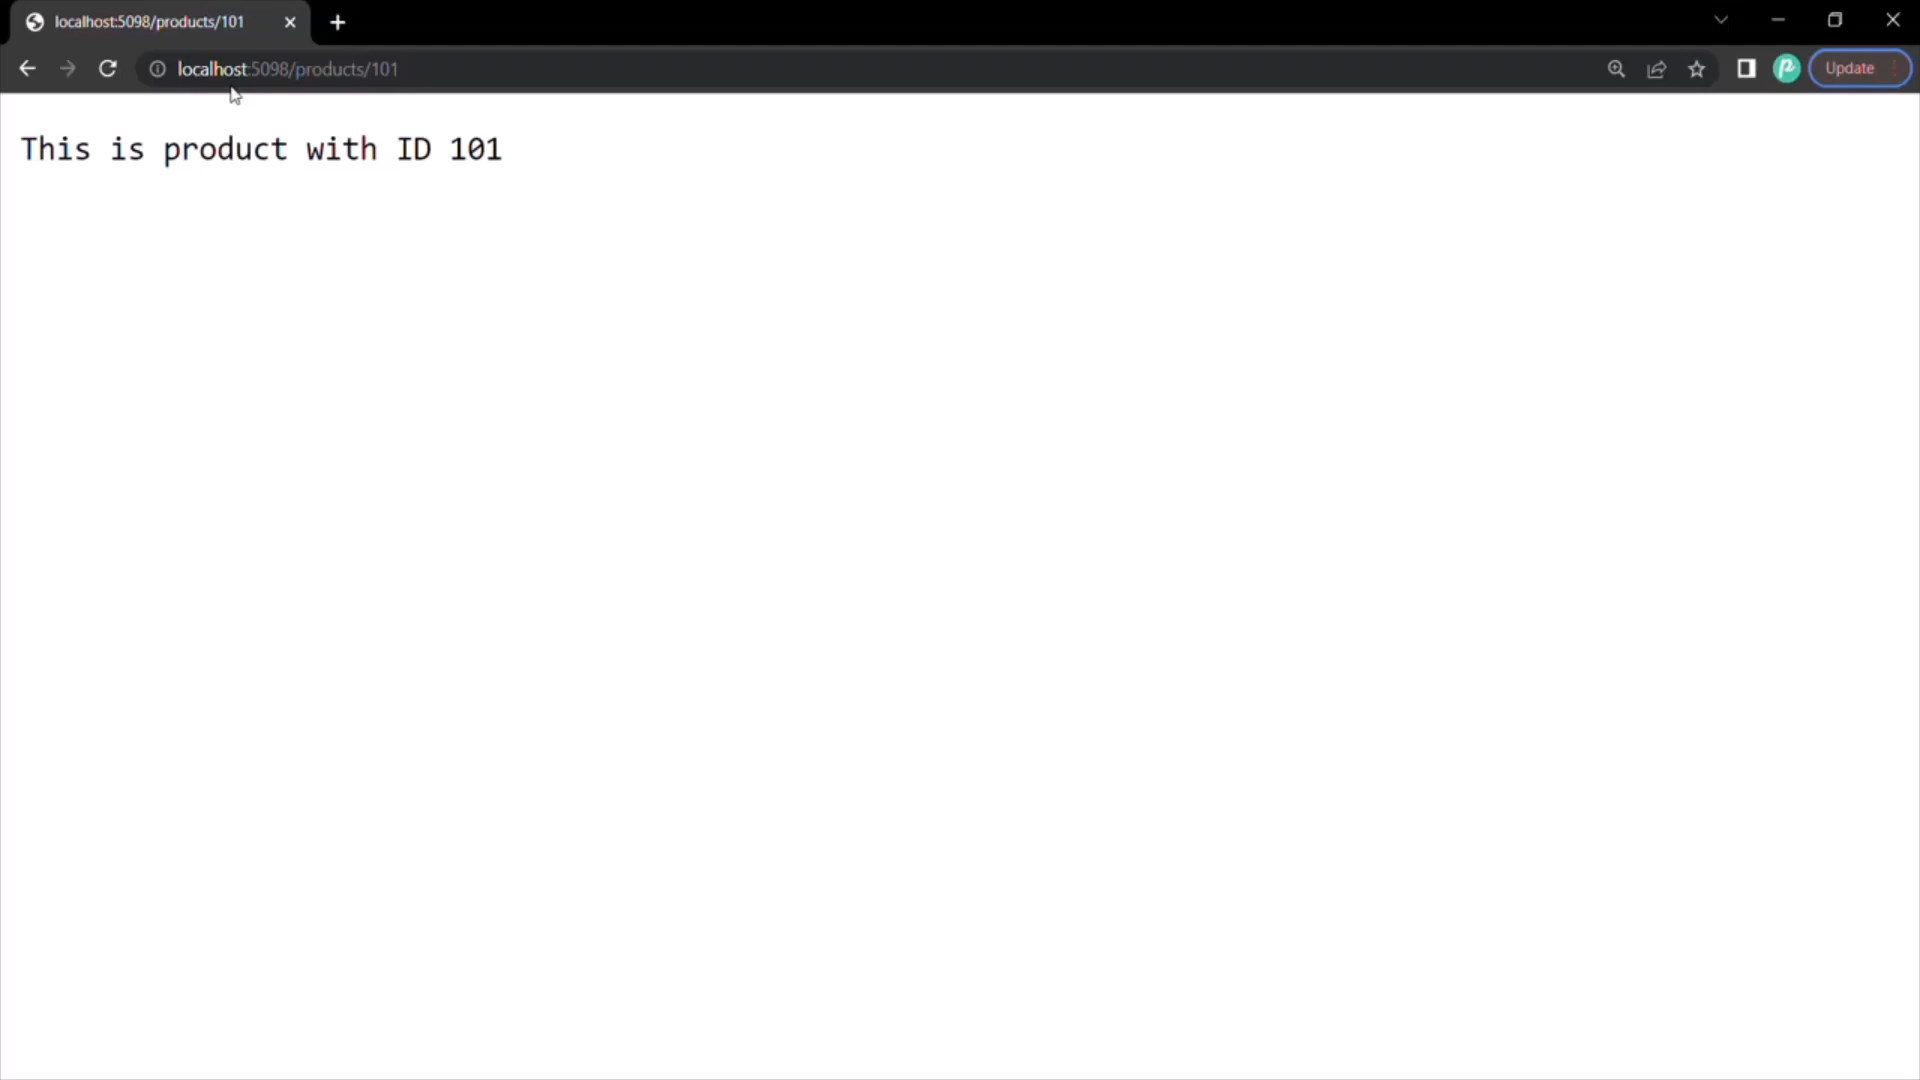 localhost:5098/products/101
localhost:5098/products/101
Update
This is product with ID 101